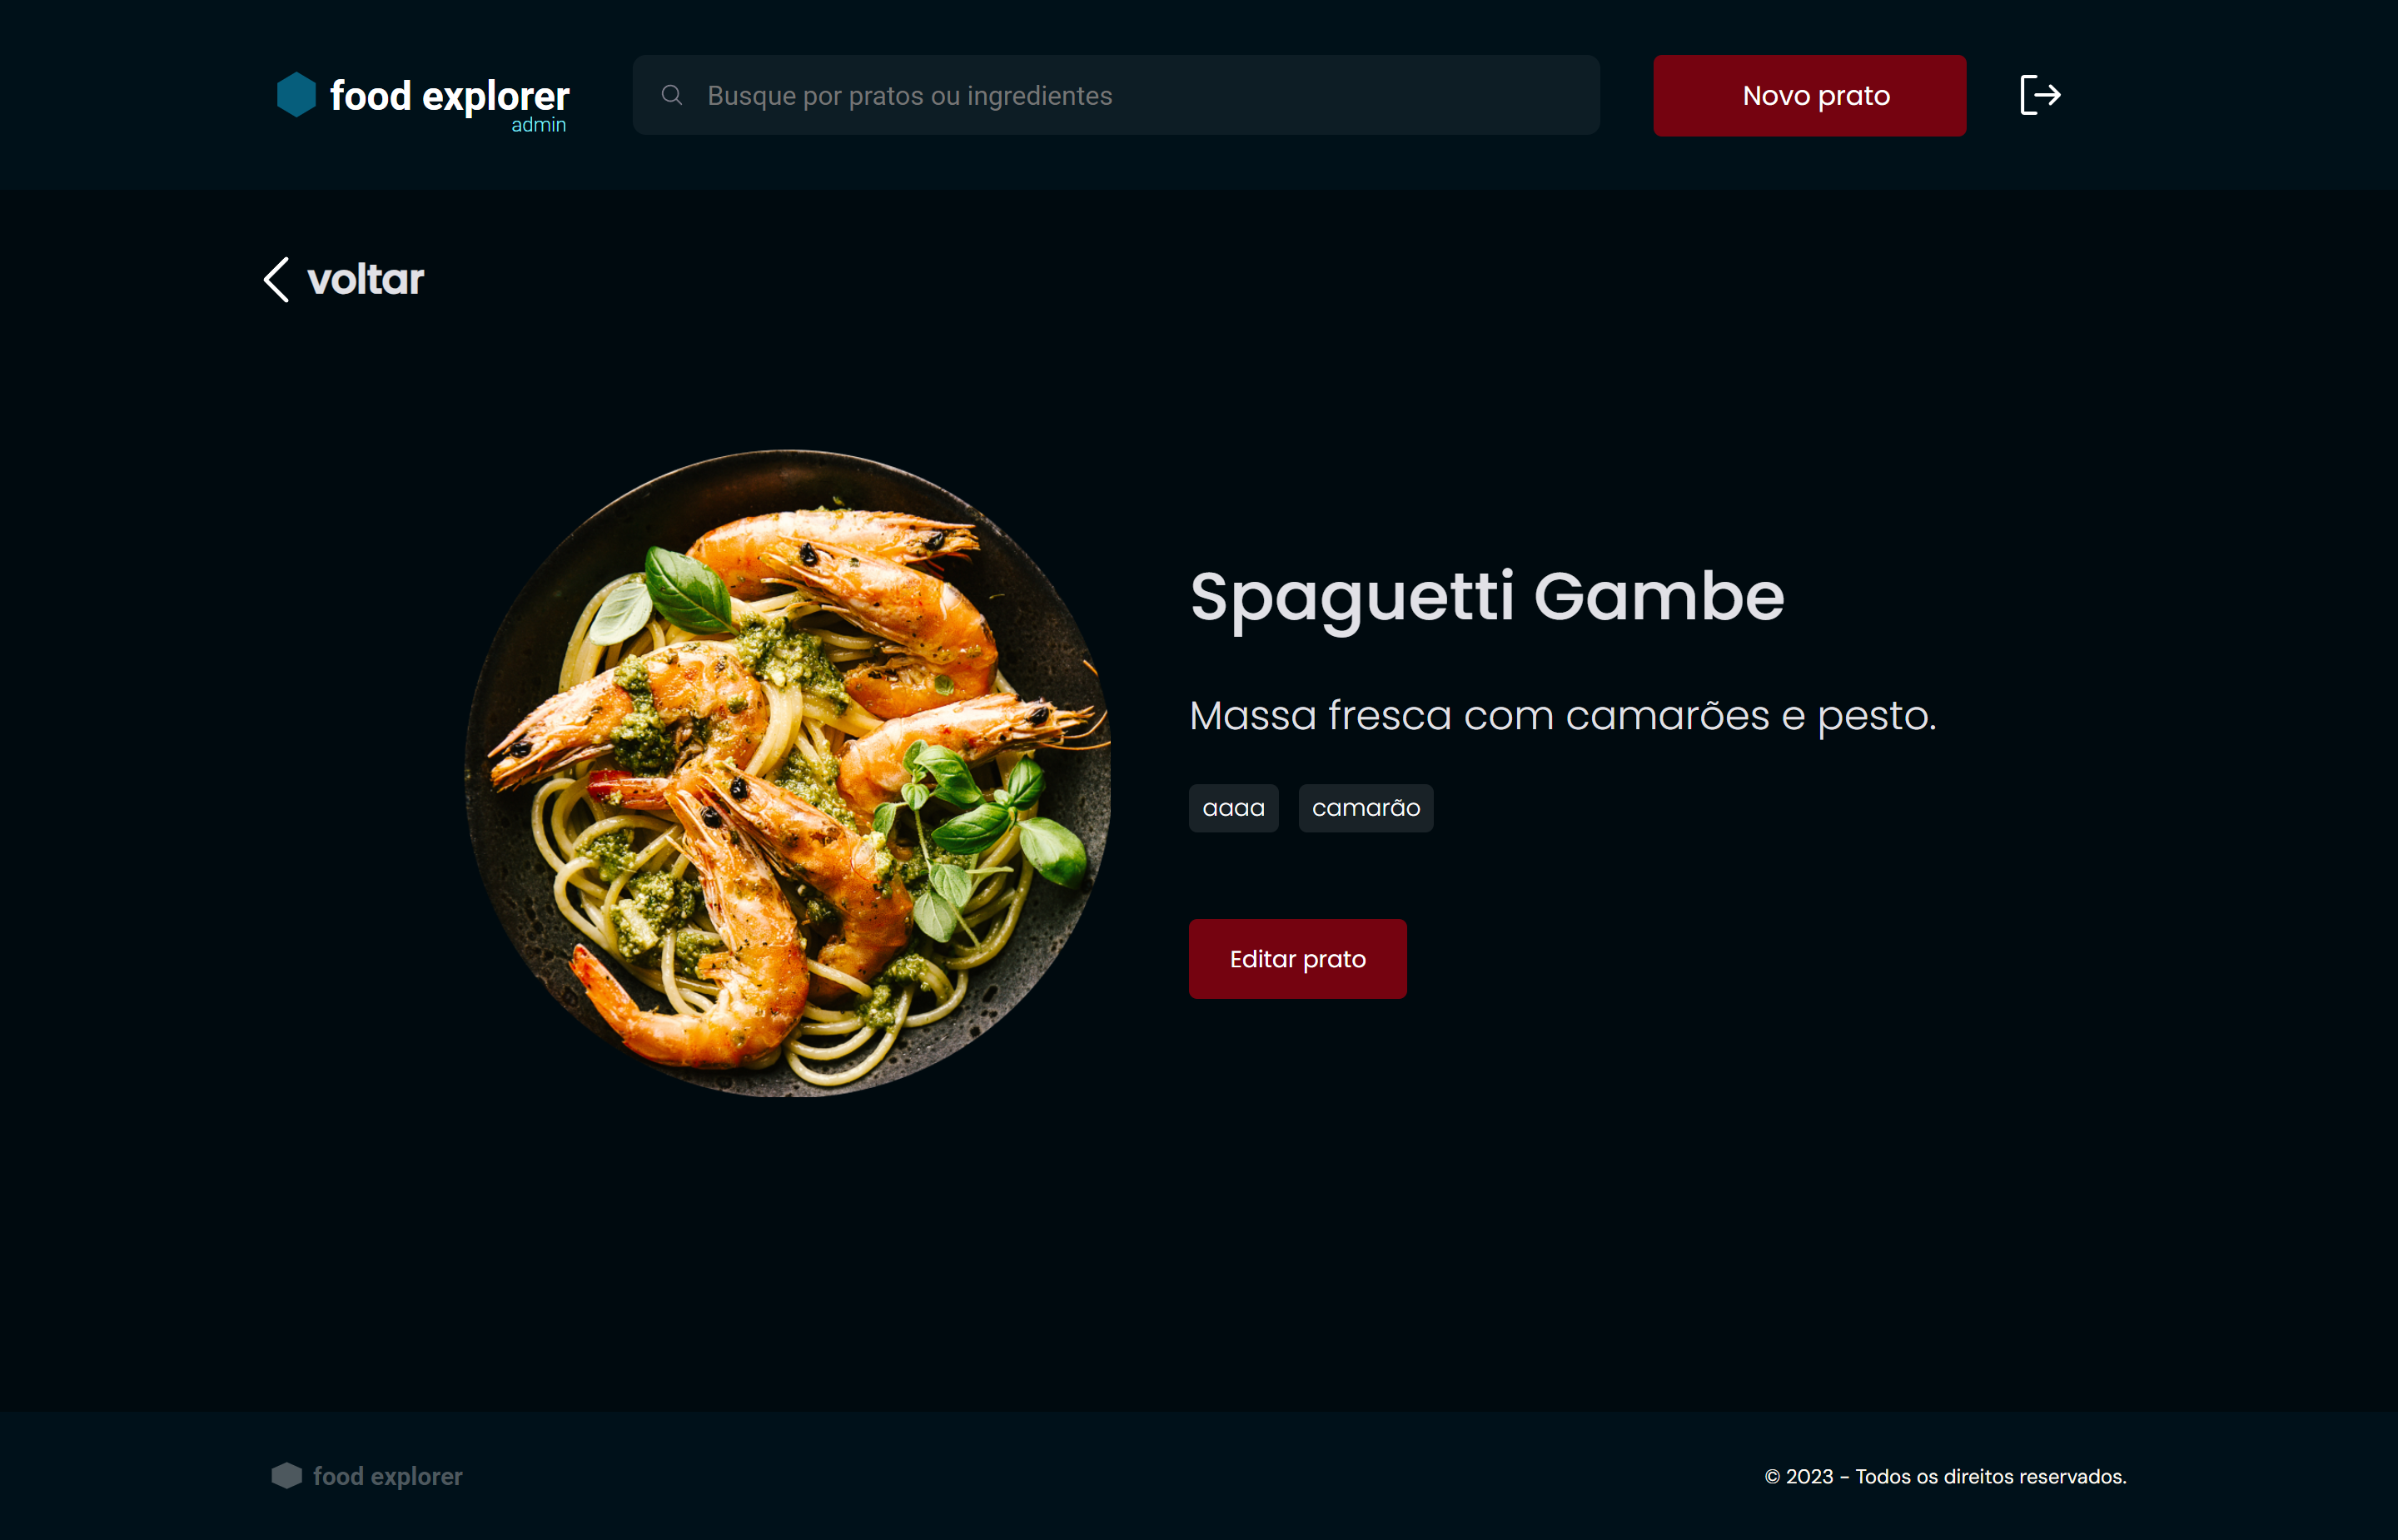 food explorer
admin
Busque por pratos ou ingredientes
Novo prato
voltar
Spaguetti Gambe
Massa fresca com camarões e pesto.
aaaa camarão
Editar prato
food explorer
© 2023 - Todos os direitos reservados.